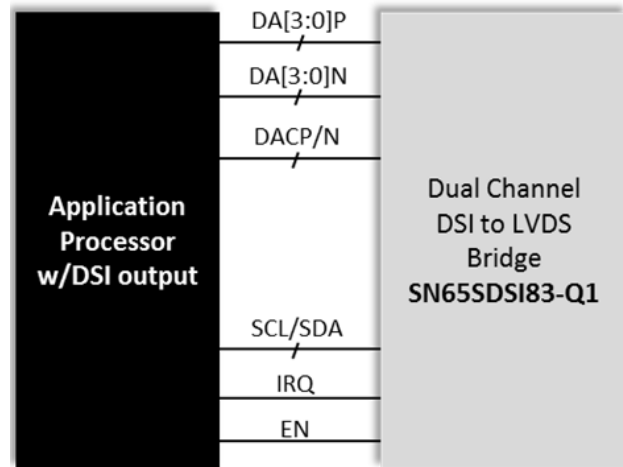 DA[3:0]P
DA[3:0]N
DACP/N
Application
Processor
w/DSI output
Dual Channel
DSI to LVDS
Bridge
SN65SDSI83-Q1
SCL/SDA
IRQ
EN